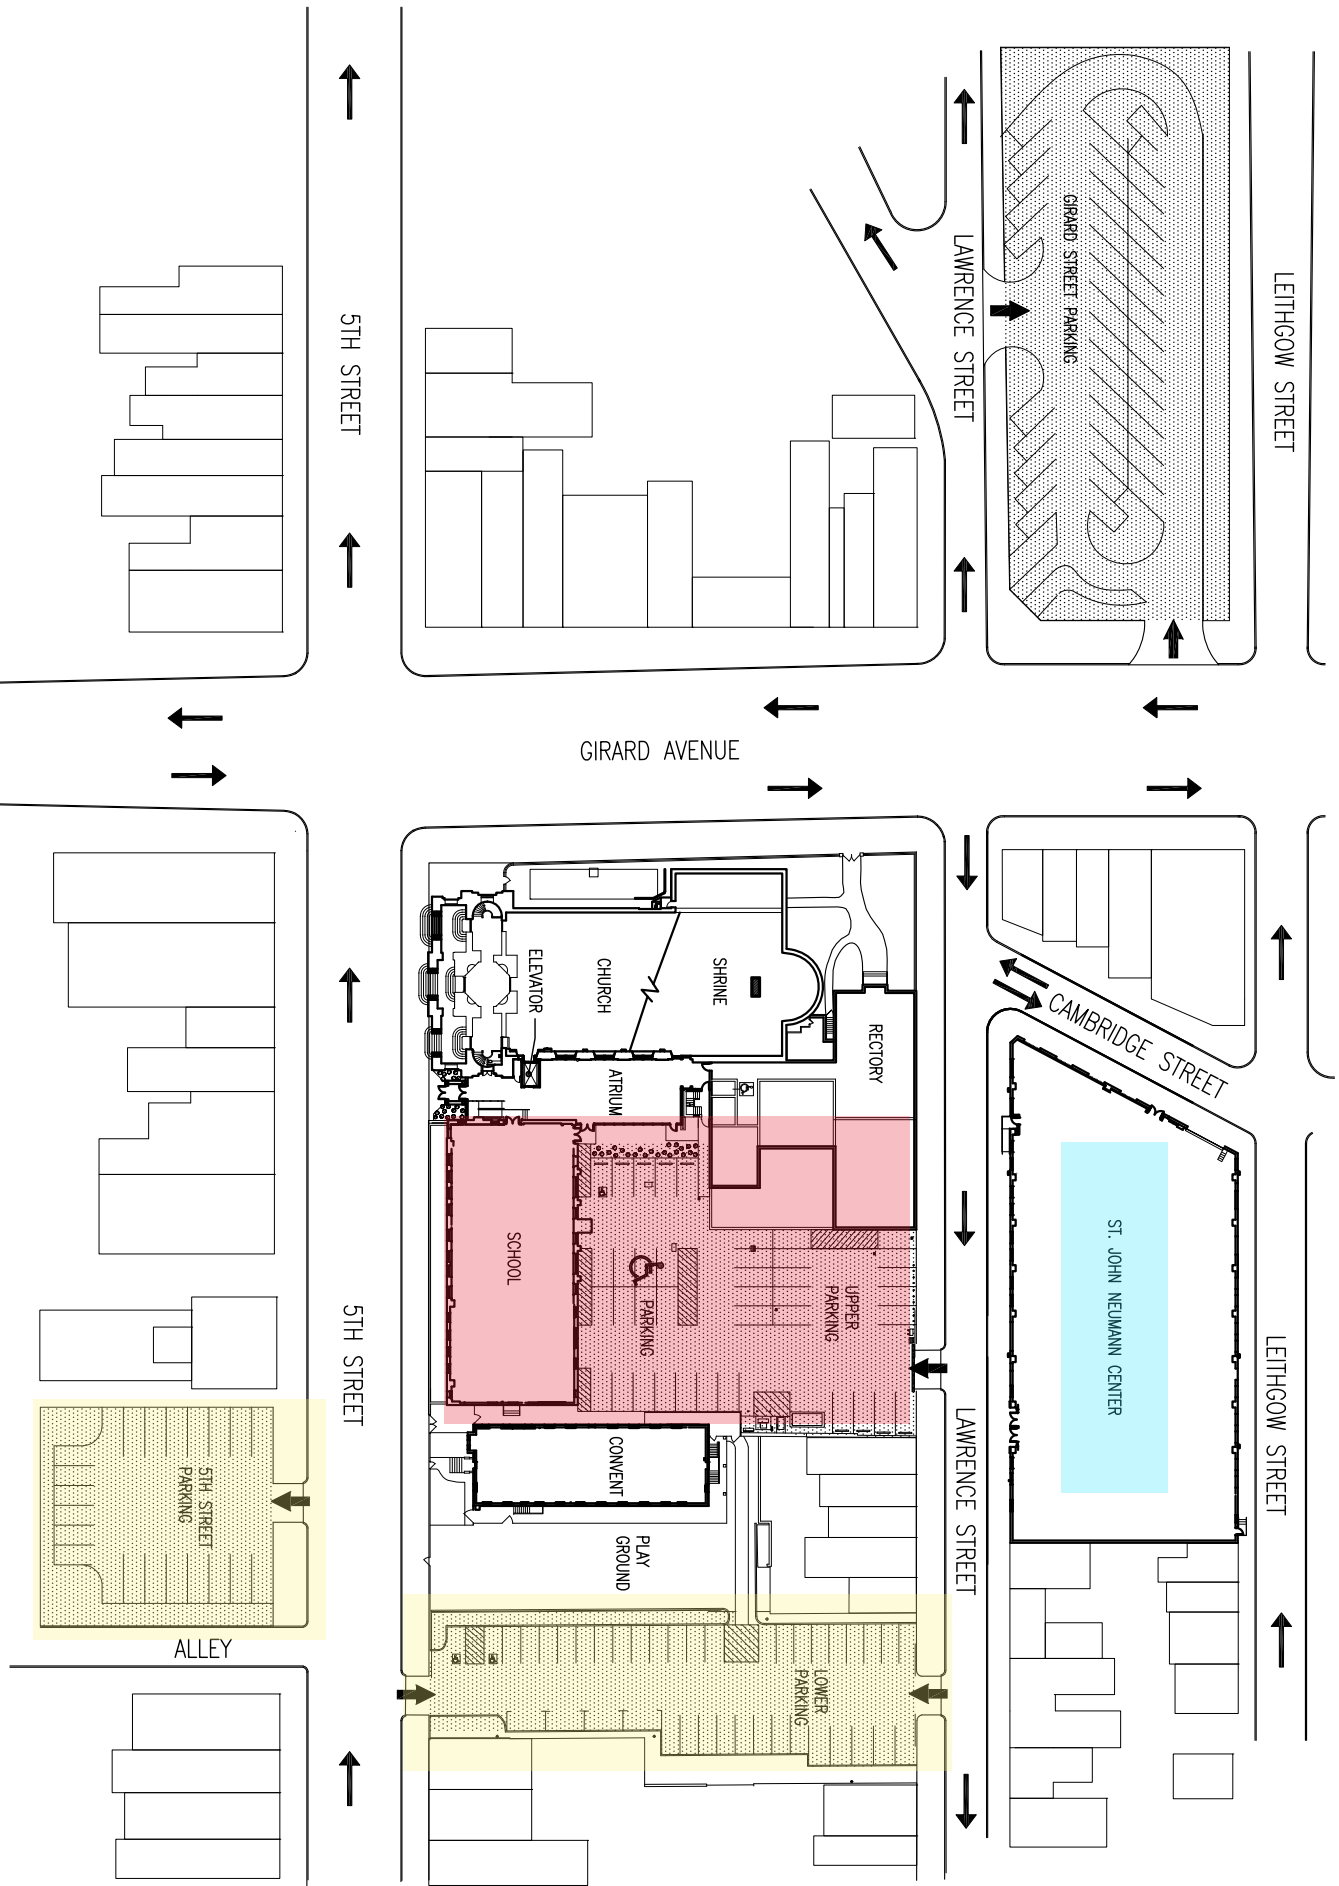 LEITHGOW STREET
LAWRENCE STREET
GIRARD STREET PARKING
5TH STREET
GIRARD AVENUE
CAMBRIDGE STREET
ELEVATOR
CHURCH
SHRINE
RECTORY
ATRIUM
SCHOOL
PARKING
UPPER
PARKING
ST. JOHN NEUMANN CENTER
5TH STREET
LEITHGOW STREET
LAWRENCE STREET
CONVENT
5TH STREET
PARKING
PLAY
GROUND
ALLEY
LOWER
PARKING